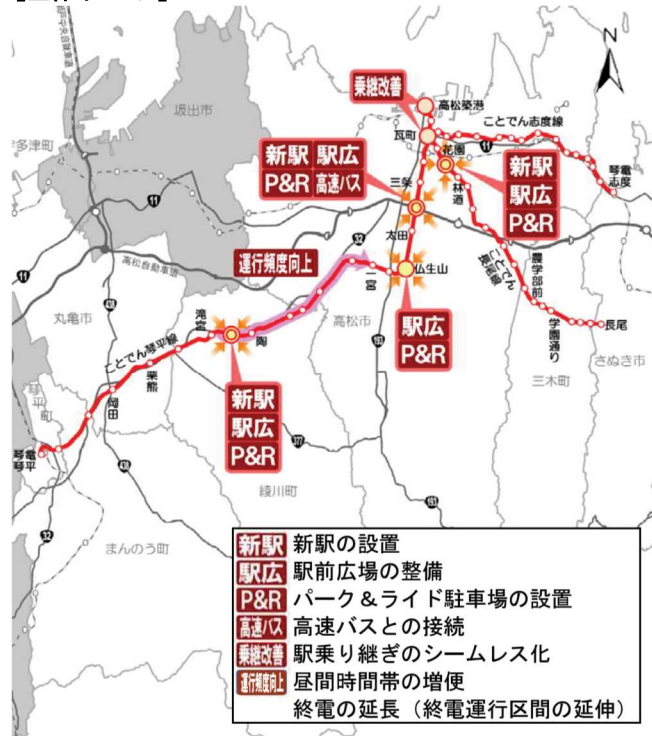 N
坂出市
乗継改善
高松築港
ことでん志度線
瓦町
花園
11
新駅 駅広
P&R 高速バス
三条
林道
新駅
駅広
P&R
琴電志度
11
32
太田
高松自動車道
運行頻度向上
11
一宮
仏生山
ことでん長尾線
農学部前
438
丸亀市
滝宮
陶
高松市
193
駅広
P&R
学園通り
長尾
さぬき市
ことでん琴平線
栗熊
岡田
三木町
新駅
駅広
P&R
琴平町
琴電琴平
377
438
綾川町
193
32
まんのう町
新駅 新駅の設置
駅広 駅前広場の整備
P&R パーク&ライド駐車場の設置
高速バス 高速バスとの接続
乗継改善 駅乗り継ぎのシームレス化
運行頻度向上 昼間時間帯の増便
終電の延長(終電運行区間の延伸)